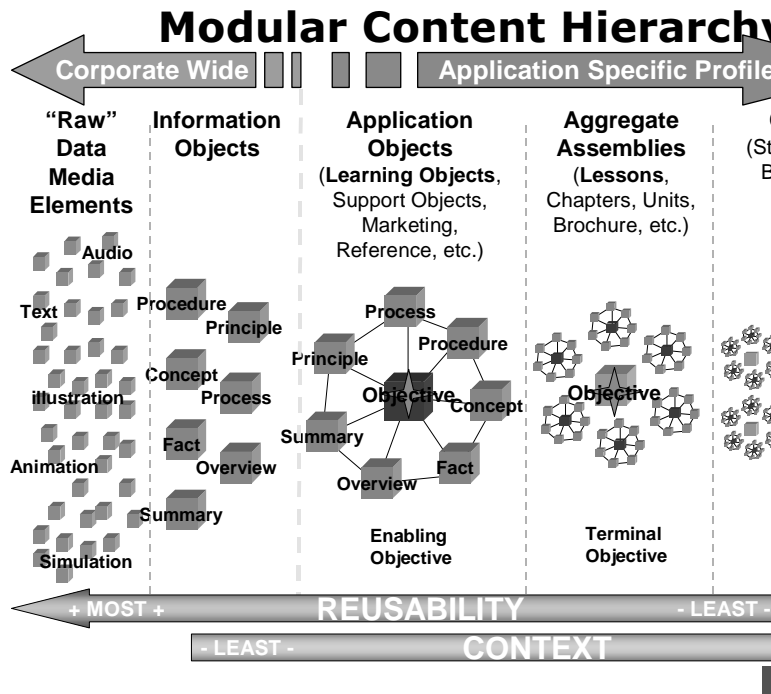 Modular Content Hierarchy
Corporate Wide
Application Specific Profile
“Raw”
Data
Media
Elements
Information
Objects
Application
Objects
(Learning Objects,
Support Objects,
Marketing,
Reference, etc.)
Aggregate
Assemblies
(Lessons,
Chapters, Units,
Brochure, etc.)
(St
B
Audio
Text
illustration
Animation
Simulation
Procedure
Principle
Concept
Process
Fact
Overview
Summary
Process
Procedure
Principle
Objective
Concept
Summary
Fact
Overview
Enabling
Objective
Objective
Terminal
Objective
+ MOST +
REUSABILITY
- LEAST -
- LEAST -
CONTEXT